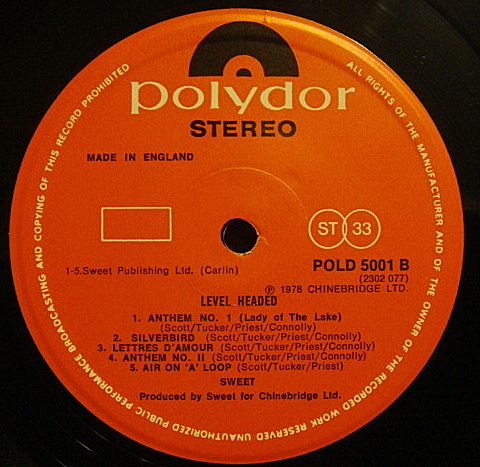 polydor
STEREO
MADE IN ENGLAND
ST 33
POLD 5001 B
(2302 077)
1-5.Sweet Publishing Ltd. (Carlin)
℗ 1978 CHINEBRIDGE LTD.
LEVEL HEADED
1. ANTHEM NO. 1 (Lady of The Lake)
(Scott/Tucker/Priest/Connolly)
2. SILVERBIRD (Scott/Tucker/Priest/Connolly)
3. LETTRES D'AMOUR (Scott/Tucker/Priest/Connolly)
4. ANTHEM NO. II (Scott/Tucker/Priest/Connolly)
5. AIR ON 'A' LOOP (Scott/Tucker/Priest)
SWEET
Produced by Sweet for Chinebridge Ltd.
ALL RIGHTS OF THE MANUFACTURER AND OF THE OWNER OF THE RECORDED WORK RESERVED UNAUTHORIZED PUBLIC PERFORMANCE BROADCASTING AND COPYING OF THIS RECORD PROHIBITED